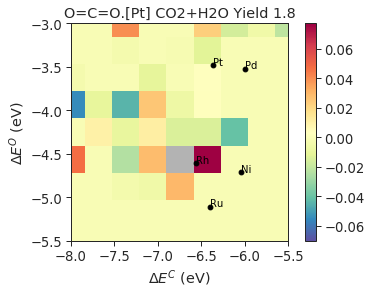 O=C=O.[Pt] CO2+H2O Yield 1.8
−3.0
−3.5
−4.0
−4.5
−5.0
−5.5
ΔE^O (eV)
Pt
Pd
Rh
Ni
Ru
−8.0 −7.5 −7.0 −6.5 −6.0 −5.5
ΔE^C (eV)
0.06
0.04
0.02
0.00
−0.02
−0.04
−0.06